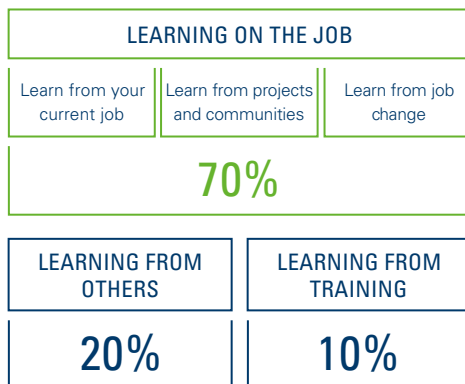 LEARNING ON THE JOB
Learn from your
current job
Learn from projects
and communities
Learn from job
change
70%
LEARNING FROM
OTHERS
LEARNING FROM
TRAINING
20%
10%